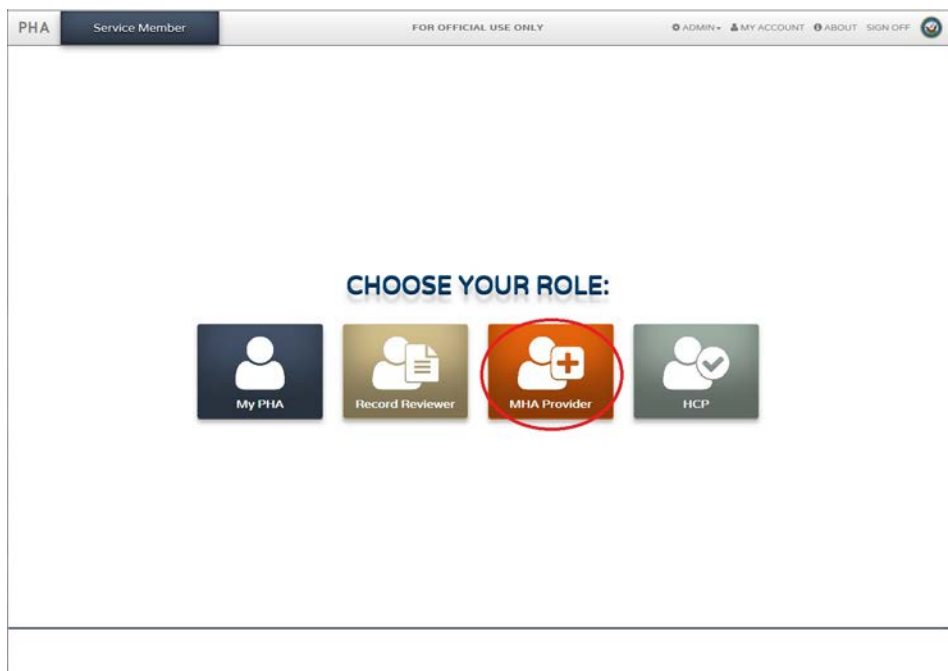 PHA Service Member FOR OFFICIAL USE ONLY ADMIN MY ACCOUNT ABOUT SIGN OFF
CHOOSE YOUR ROLE:
My PHA Record Reviewer MHA Provider HCP